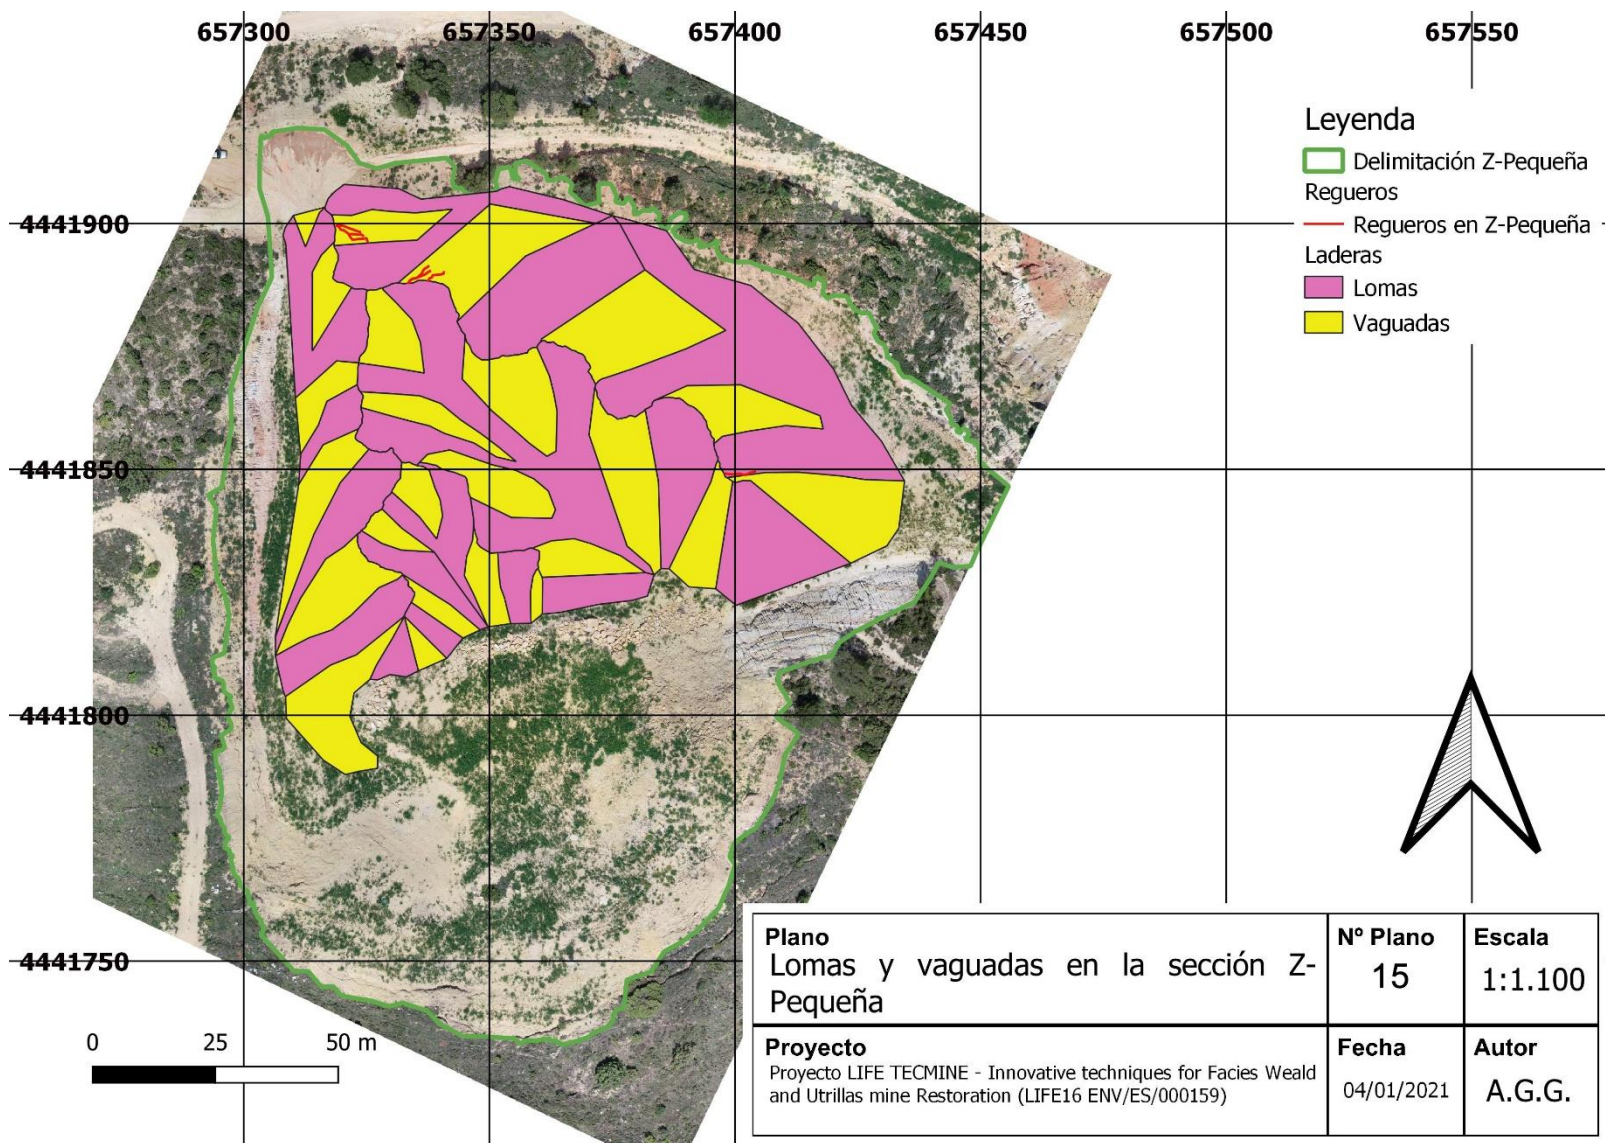 657300 657350 657400 657450 657500 657550
Leyenda
Delimitación Z-Pequeña
Regueros
Regueros en Z-Pequeña
Laderas
Lomas
Vaguadas
4441900
4441850
4441800
4441750
0 25 50 m
Plano
Lomas y vaguadas en la sección Z-
Pequeña
Nº Plano
15
Escala
1:1.100
Proyecto
Proyecto LIFE TECMINE - Innovative techniques for Facies Weald
and Utrillas mine Restoration (LIFE16 ENV/ES/000159)
Fecha
04/01/2021
Autor
A.G.G.